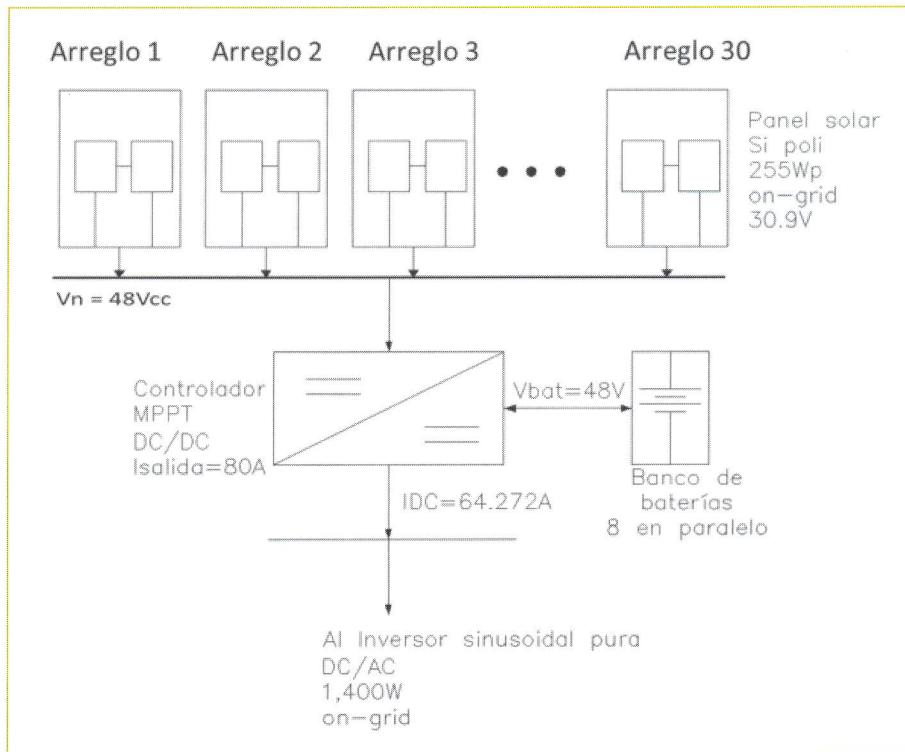 Arreglo 1
Arreglo 2
Arreglo 3
Arreglo 30
Panel solar
Si poli
255Wp
on-grid
30.9V
Vn = 48Vcc
Controlador
MPPT
DC/DC
Isalida=80A
Vbat=48V
Banco de
baterías
8 en paralelo
IDC=64.272A
Al Inversor sinusoidal pura
DC/AC
1,400W
on-grid